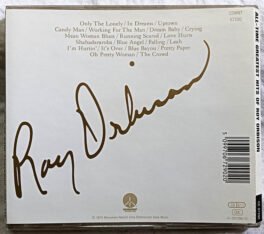 Only The Lonely / In Dreams / Uptown
Candy Man / Working For The Man / Dream Baby / Crying
Mean Woman Blues / Running Scared / Love Hurts
Shahadaroba / Blue Angel / Falling / Leah
I'm Hurtin' / It's Over / Blue Bayou / Pretty Paper
Oh Pretty Woman / The Crowd
Roy Orbison
ALL-TIME GREATEST HITS OF ROY ORBISON